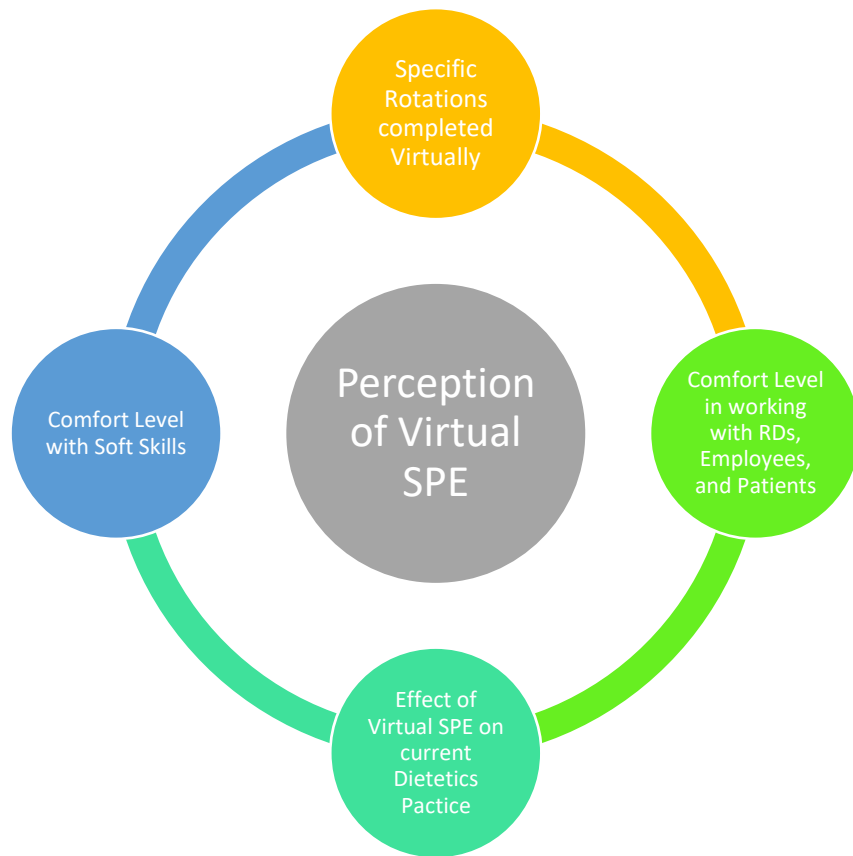 Specific
Rotations
completed
Virtually
Perception
of Virtual
SPE
Comfort Level
with Soft Skills
Comfort Level
in working
with RDs,
Employees,
and Patients
Effect of
Virtual SPE on
current
Dietetics
Pactice